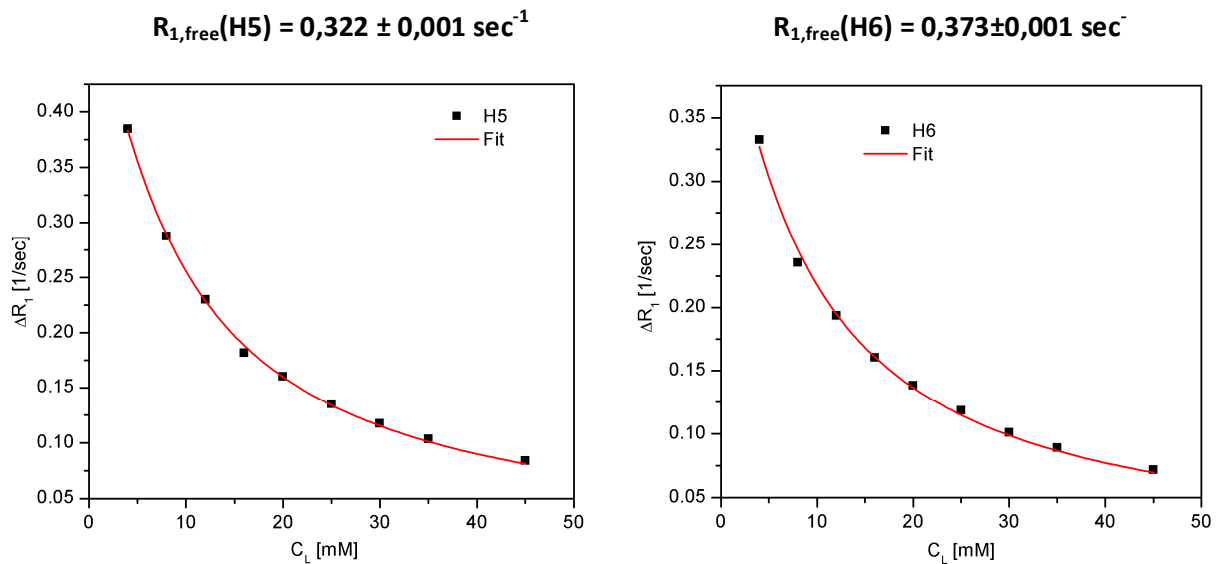 R1,free(H5) = 0,322 ± 0,001 sec-1
R1,free(H6) = 0,373±0,001 sec-
0.40
0.35
0.30
0.25
0.20
0.15
0.10
0.05
ΔR1 [1/sec]
H5
Fit
0 10 20 30 40 50
CL [mM]
0.35
0.30
0.25
0.20
0.15
0.10
0.05
ΔR1 [1/sec]
H6
Fit
0 10 20 30 40 50
CL [mM]